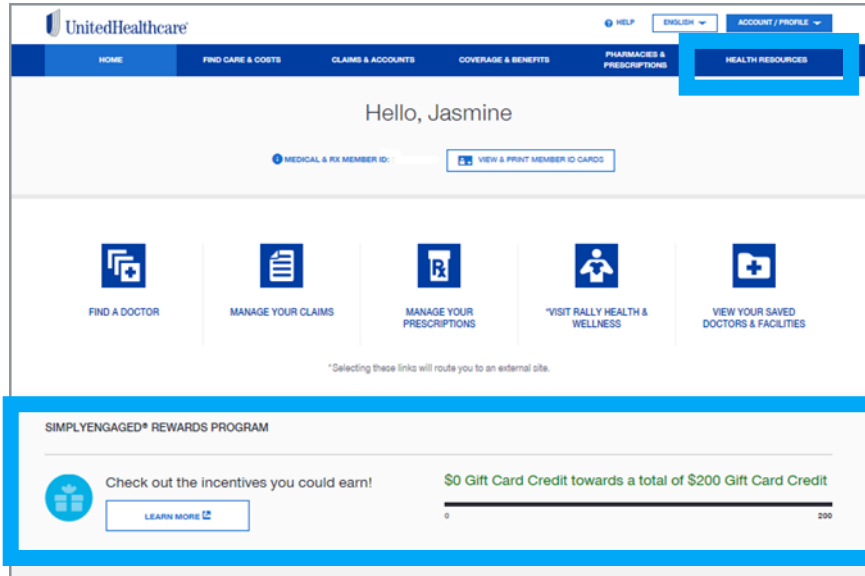 UnitedHealthcare®
HELP
ENGLISH
ACCOUNT / PROFILE
HOME
FIND CARE & COSTS
CLAIMS & ACCOUNTS
COVERAGE & BENEFITS
PHARMACIES &
PRESCRIPTIONS
HEALTH RESOURCES
Hello, Jasmine
MEDICAL & RX MEMBER ID:
VIEW & PRINT MEMBER ID CARDS
FIND A DOCTOR
MANAGE YOUR CLAIMS
MANAGE YOUR
PRESCRIPTIONS
*VISIT RALLY HEALTH &
WELLNESS
VIEW YOUR SAVED
DOCTORS & FACILITIES
*Selecting these links will route you to an external site.
SIMPLYENGAGED® REWARDS PROGRAM
Check out the incentives you could earn!
LEARN MORE
$0 Gift Card Credit towards a total of $200 Gift Card Credit
0
200